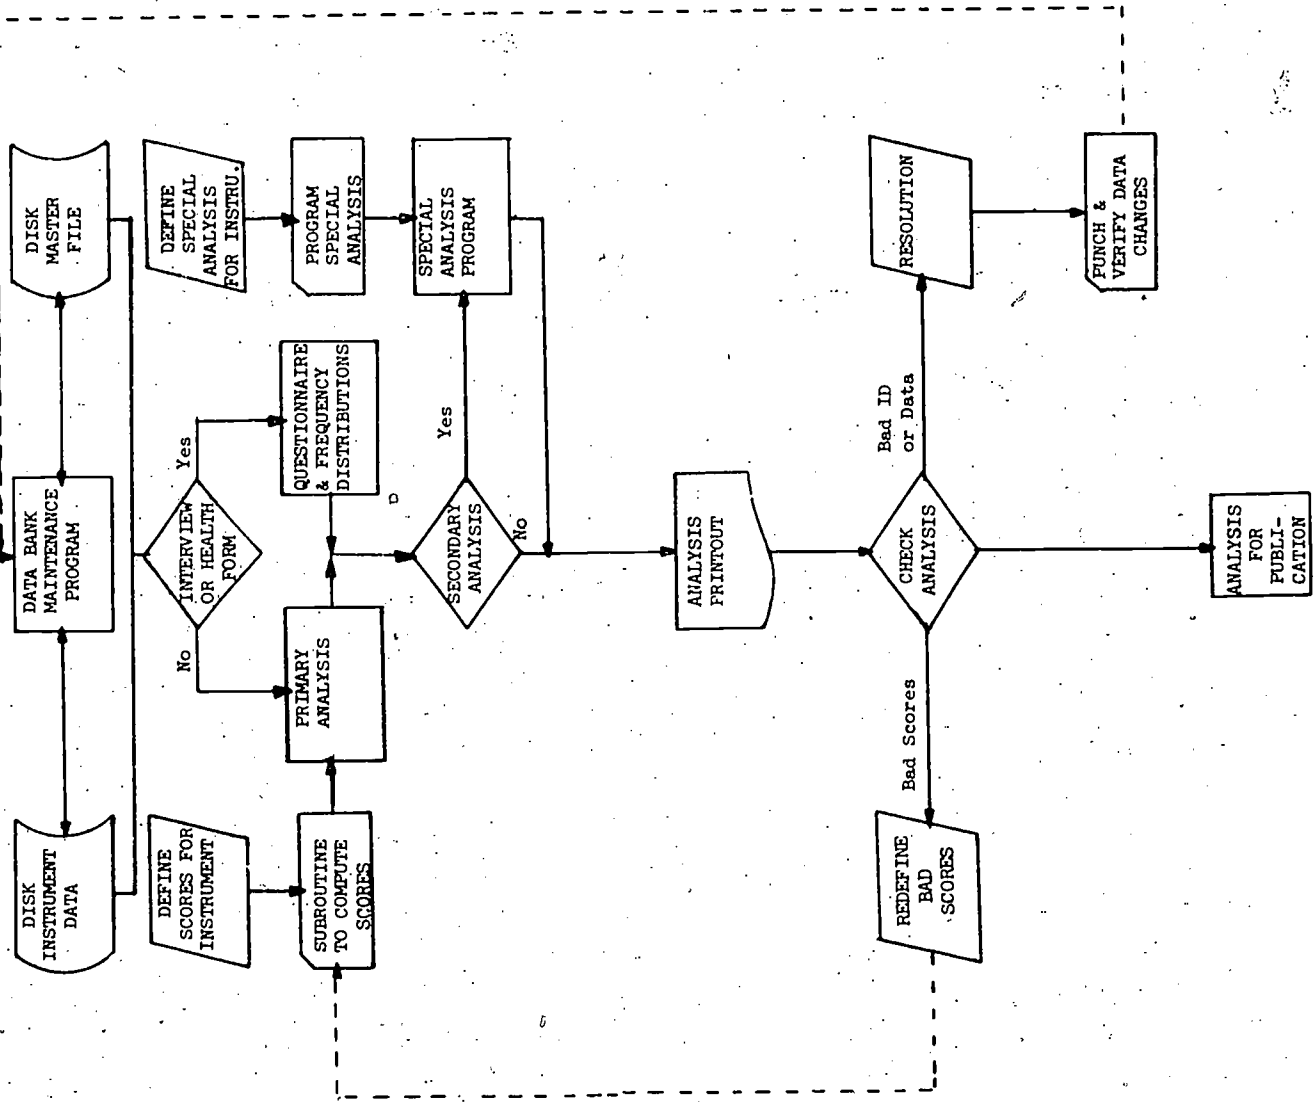 DISK
INSTRUMENT
DATA
DATA BANK
MAINTENANCE
PROGRAM
DISK
MASTER
FILE
DEFINE
SCORES FOR
INSTRUMENT
No
INTERVIEW
OR HEALTH
FORM
Yes
DEFINE
SPECIAL
ANALYSIS
FOR INSTRU.
SUBROUTINE
TO COMPUTE
SCORES
PRIMARY
ANALYSIS
QUESTIONNAIRE
& FREQUENCY
DISTRIBUTIONS
PROGRAM
SPECIAL
ANALYSIS
SECONDARY
ANALYSIS
Yes
SPECIAL
ANALYSIS
PROGRAM
No
ANALYSIS
PRINTOUT
REDEFINE
BAD
SCORES
Bad Scores
CHECK
ANALYSIS
Bad ID
or Data
RESOLUTION
PUNCH &
VERIFY DATA
CHANGES
ANALYSIS
FOR
PUBLI-
CATION